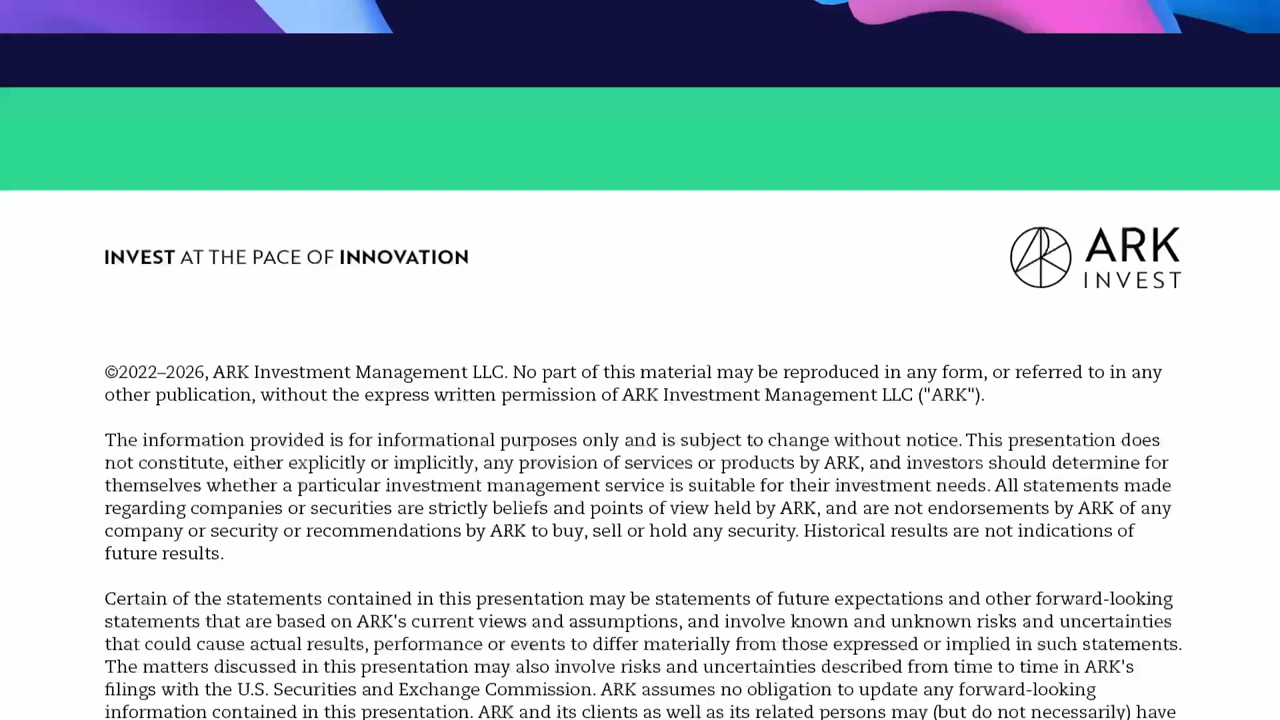 INVEST AT THE PACE OF INNOVATION
ARK
INVEST
©2022–2026, ARK Investment Management LLC. No part of this material may be reproduced in any form, or referred to in any
other publication, without the express written permission of ARK Investment Management LLC ("ARK").
The information provided is for informational purposes only and is subject to change without notice. This presentation does
not constitute, either explicitly or implicitly, any provision of services or products by ARK, and investors should determine for
themselves whether a particular investment management service is suitable for their investment needs. All statements made
regarding companies or securities are strictly beliefs and points of view held by ARK, and are not endorsements by ARK of any
company or security or recommendations by ARK to buy, sell or hold any security. Historical results are not indications of
future results.
Certain of the statements contained in this presentation may be statements of future expectations and other forward-looking
statements that are based on ARK's current views and assumptions, and involve known and unknown risks and uncertainties
that could cause actual results, performance or events to differ materially from those expressed or implied in such statements.
The matters discussed in this presentation may also involve risks and uncertainties described from time to time in ARK's
filings with the U.S. Securities and Exchange Commission. ARK assumes no obligation to update any forward-looking
information contained in this presentation. ARK and its clients as well as its related persons may (but do not necessarily) have